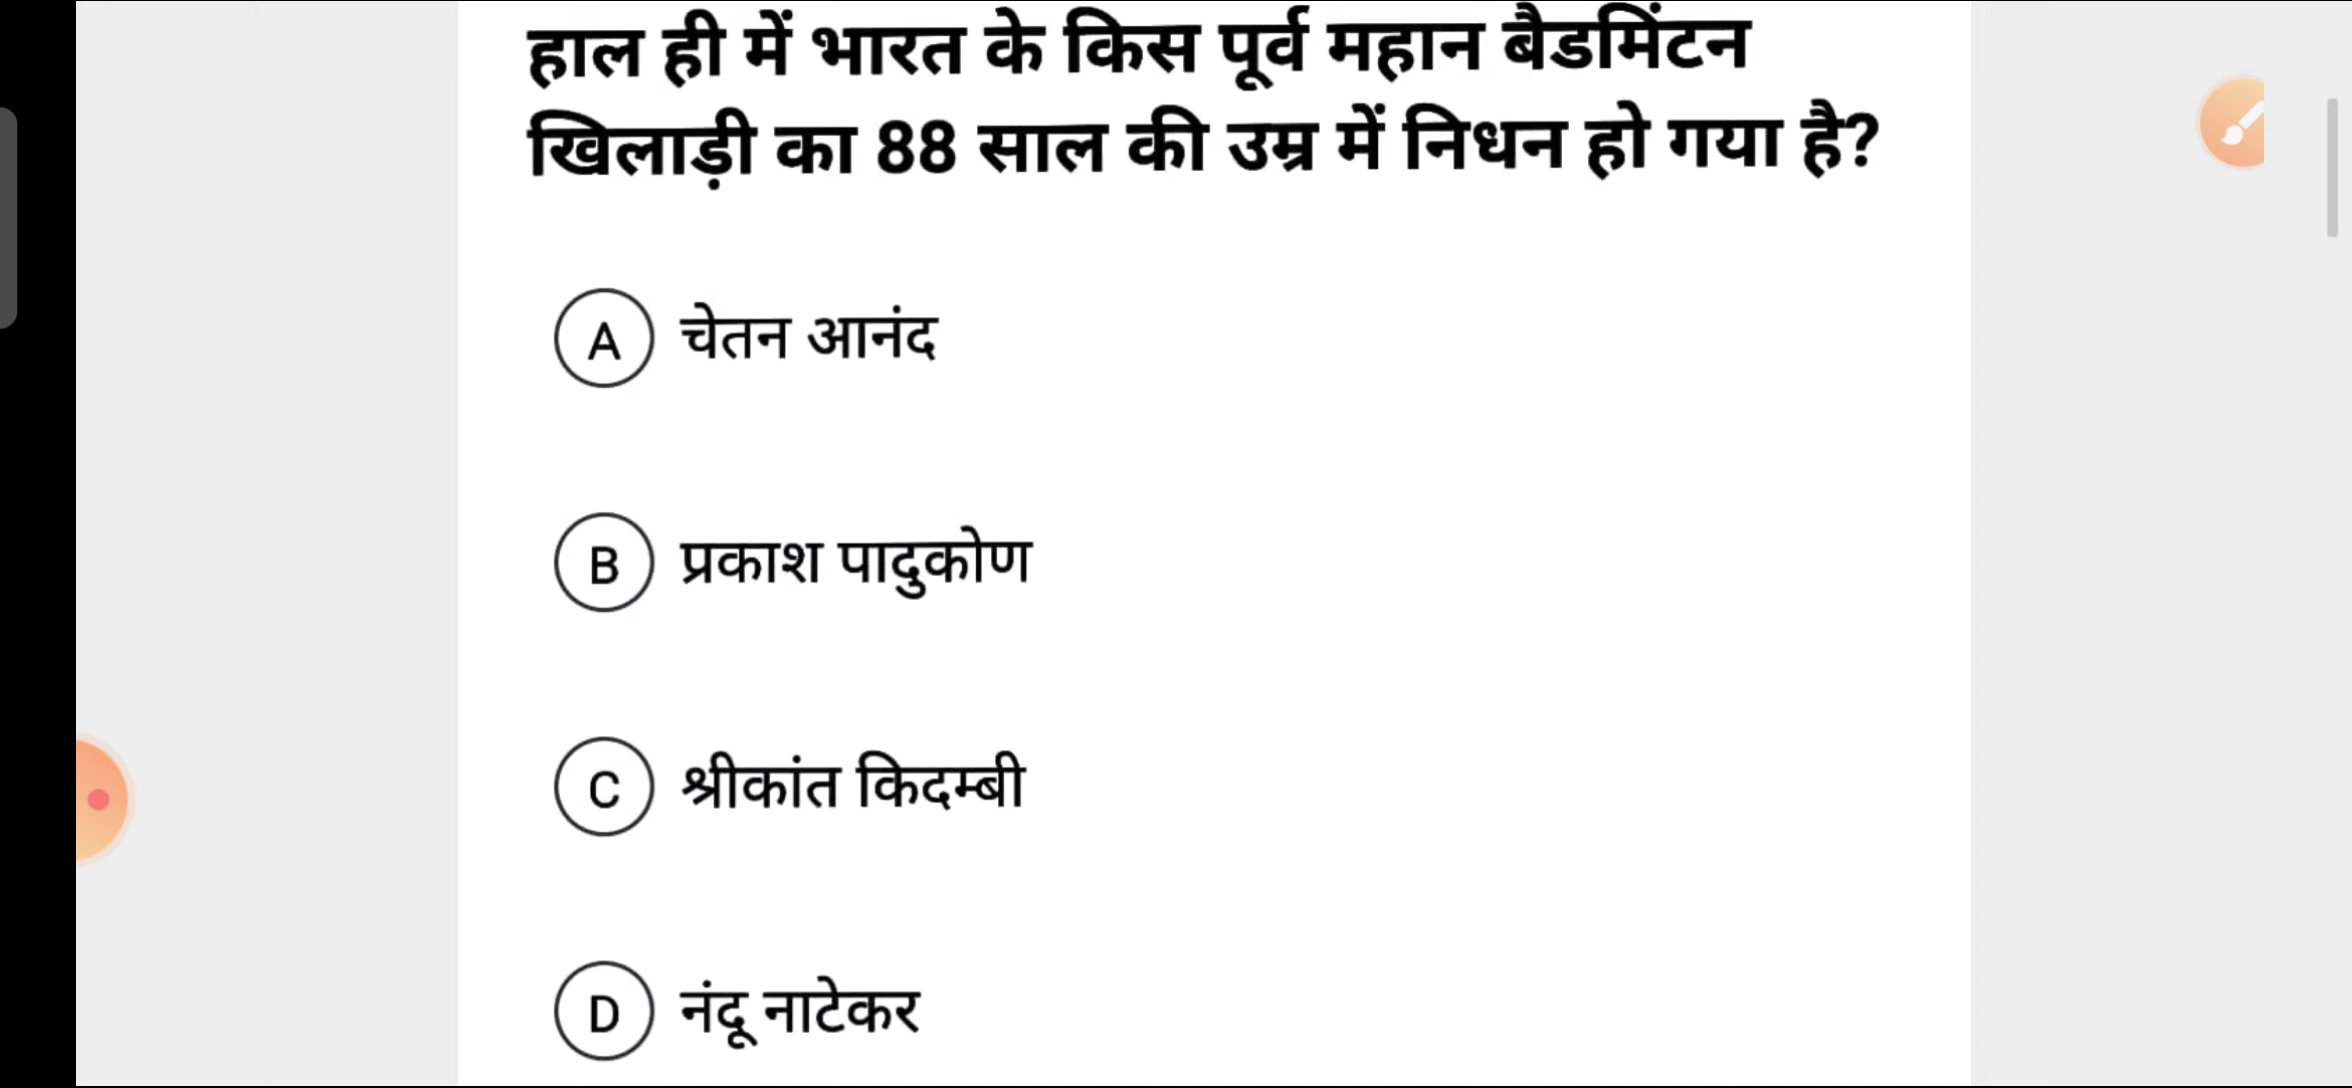 हाल ही में भारत के किस पूर्व महान बैडमिंटन
खिलाड़ी का 88 साल की उम्र में निधन हो गया है?
A चेतन आनंद
B प्रकाश पादुकोण
C श्रीकांत किदम्बी
D नंदू नाटेकर